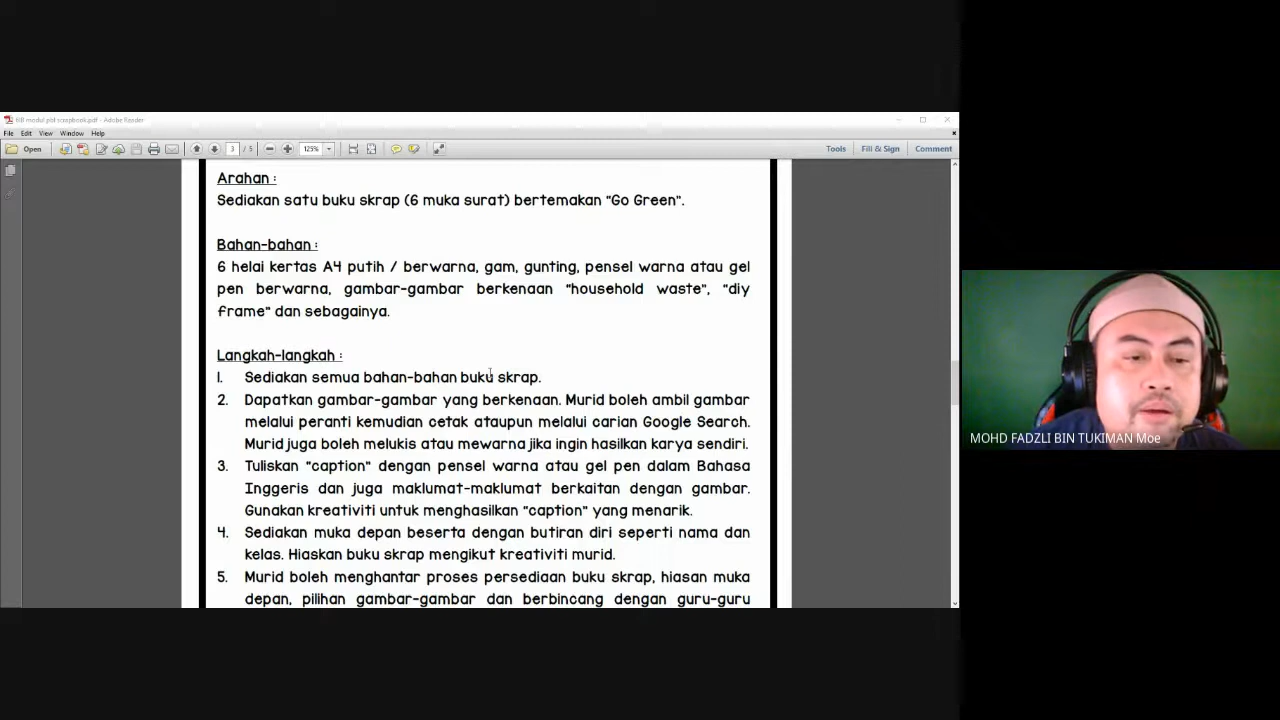 File Edit View Window Help
Open
3 / 5
125%
Tools Fill & Sign Comment
Arahan :
Sediakan satu buku skrap (6 muka surat) bertemakan "Go Green".
Bahan-bahan :
6 helai kertas A4 putih / berwarna, gam, gunting, pensel warna atau gel
pen berwarna, gambar-gambar berkenaan "household waste", "diy
frame" dan sebagainya.
Langkah-langkah :
1. Sediakan semua bahan-bahan buku skrap.
2. Dapatkan gambar-gambar yang berkenaan. Murid boleh ambil gambar
melalui peranti kemudian cetak ataupun melalui carian Google Search.
Murid juga boleh melukis atau mewarna jika ingin hasilkan karya sendiri.
3. Tuliskan "caption" dengan pensel warna atau gel pen dalam Bahasa
Inggeris dan juga maklumat-maklumat berkaitan dengan gambar.
Gunakan kreativiti untuk menghasilkan "caption" yang menarik.
4. Sediakan muka depan beserta dengan butiran diri seperti nama dan
kelas. Hiaskan buku skrap mengikut kreativiti murid.
5. Murid boleh menghantar proses persediaan buku skrap, hiasan muka
depan, pilihan gambar-gambar dan berbincang dengan guru-guru
MOHD FADZLI BIN TUKIMAN Moe